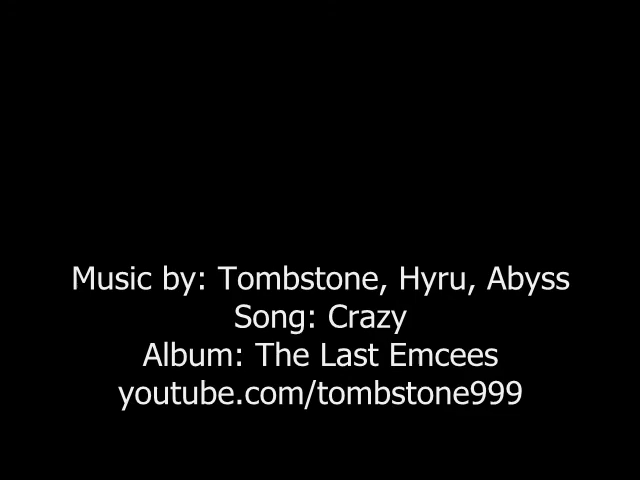 Music by: Tombstone, Hyru, Abyss
Song: Crazy
Album: The Last Emcees
youtube.com/tombstone999